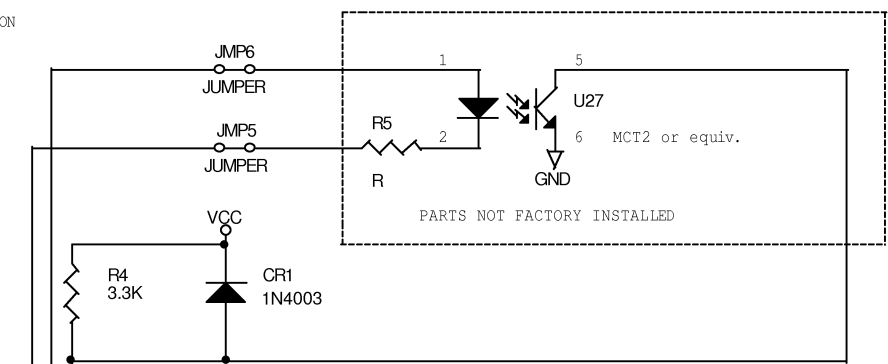 ON
JMP6
JUMPER
1
5
U27
R5
JMP5
2
6 MCT2 or equiv.
JUMPER
R
GND
PARTS NOT FACTORY INSTALLED
VCC
R4
3.3K
CR1
1N4003